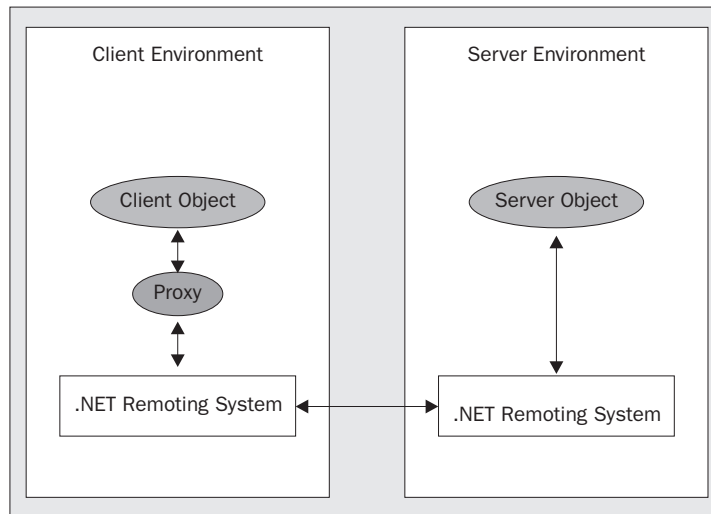 Client Environment
Server Environment
Client Object
Server Object
Proxy
.NET Remoting System
.NET Remoting System